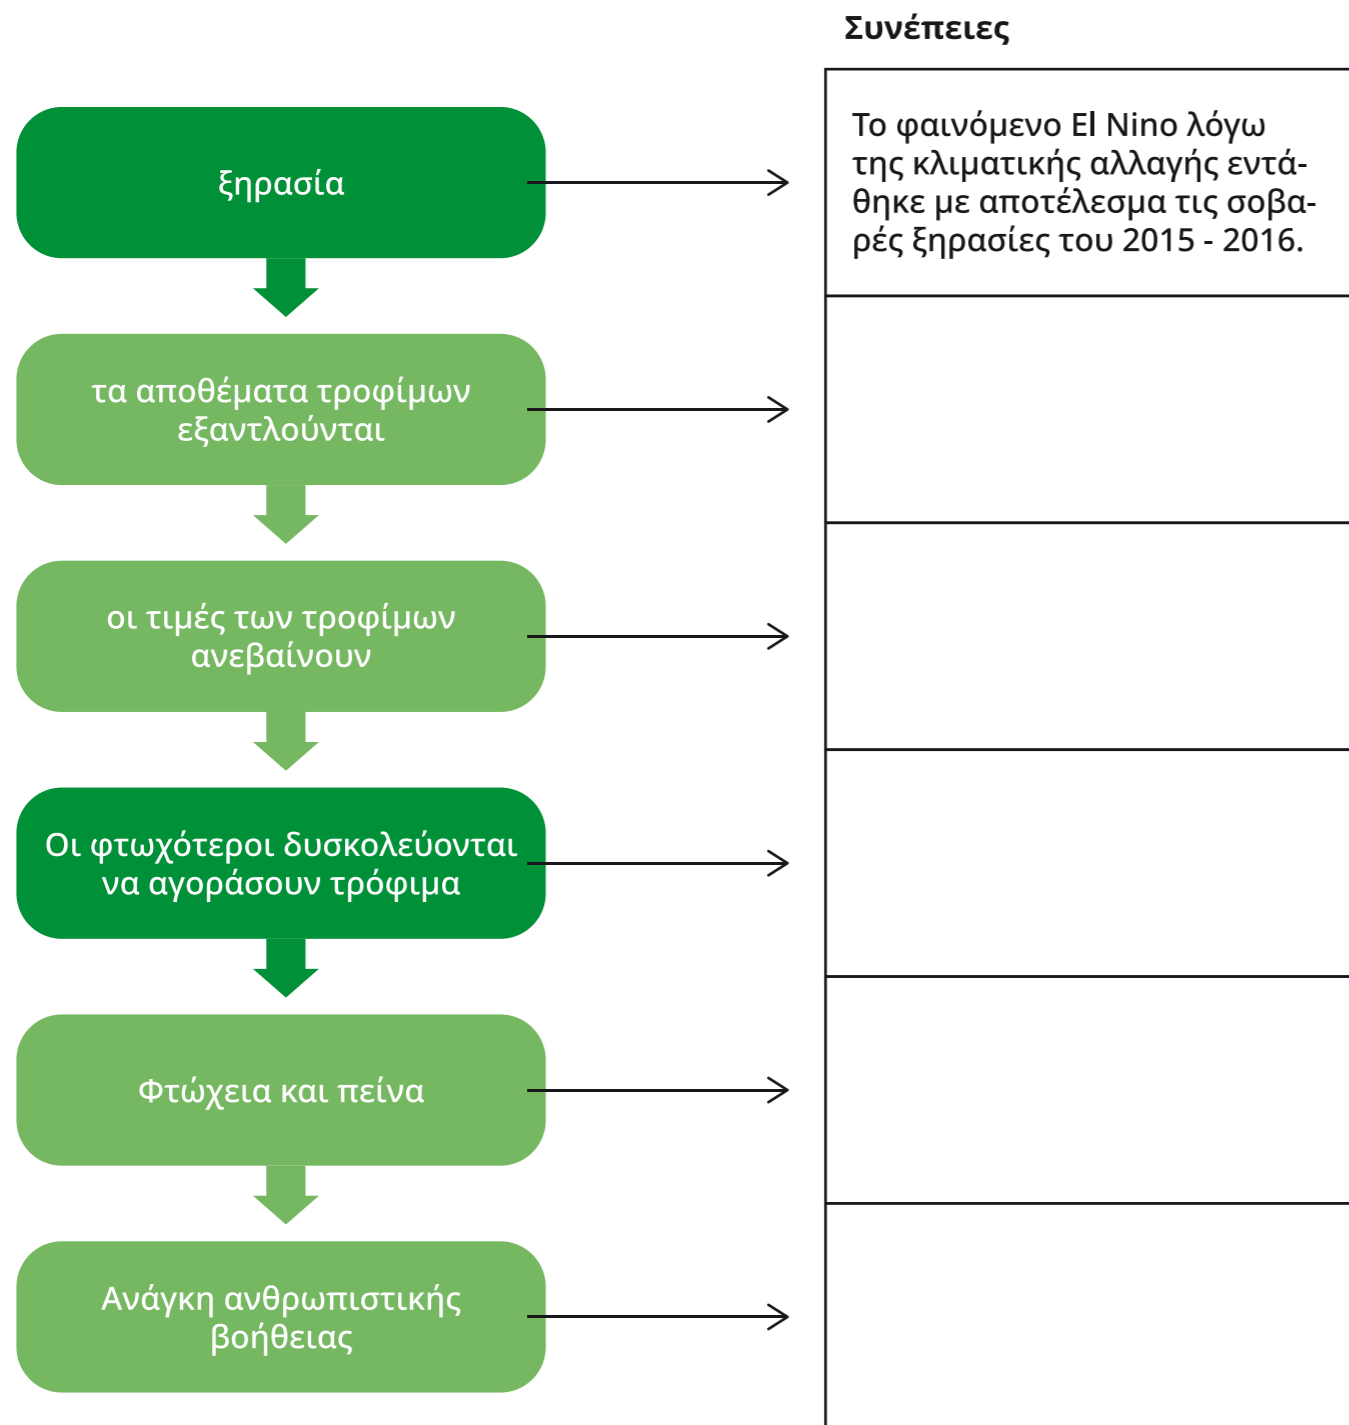 Συνέπειες
ξηρασία
Το φαινόμενο El Nino λόγω
της κλιματικής αλλαγής εντά-
θηκε με αποτέλεσμα τις σοβα-
ρές ξηρασίες του 2015 - 2016.
τα αποθέματα τροφίμων
εξαντλούνται
οι τιμές των τροφίμων
ανεβαίνουν
Οι φτωχότεροι δυσκολεύονται
να αγοράσουν τρόφιμα
Φτώχεια και πείνα
Ανάγκη ανθρωπιστικής
βοήθειας